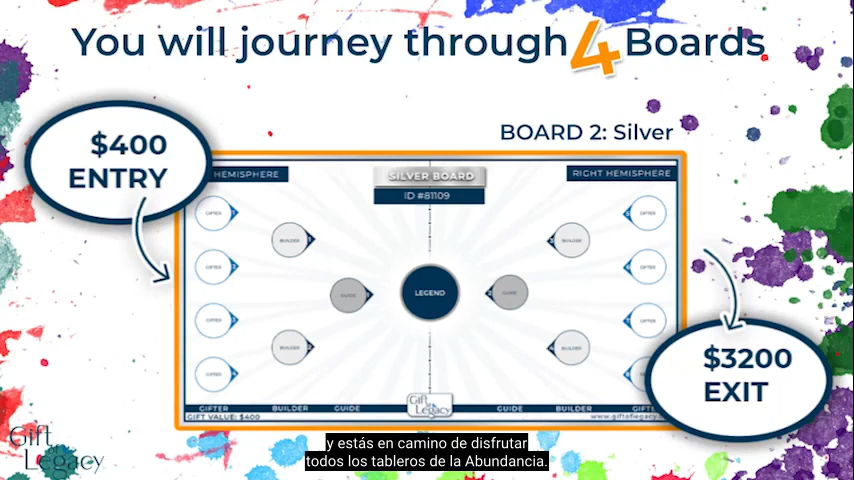 You will journey through 4 Boards
BOARD 2: Silver
$400
ENTRY
HEMISPHERE
SILVER BOARD
RIGHT HEMISPHERE
ID #81109
GIFTER
GIFTER
BUILDER
BUILDER
GIFTER
GIFTER
GUIDE
LEGEND
GUIDE
GIFTER
GIFTER
BUILDER
BUILDER
GIFTER
$3200
EXIT
GIFTER BUILDER GUIDE
Gift
Legacy
GUIDE BUILDER GIFTE
GIFT VALUE: $400
www.giftoflegacy
y estás en camino de disfrutar
todos los tableros de la Abundancia.
Gift
Legacy